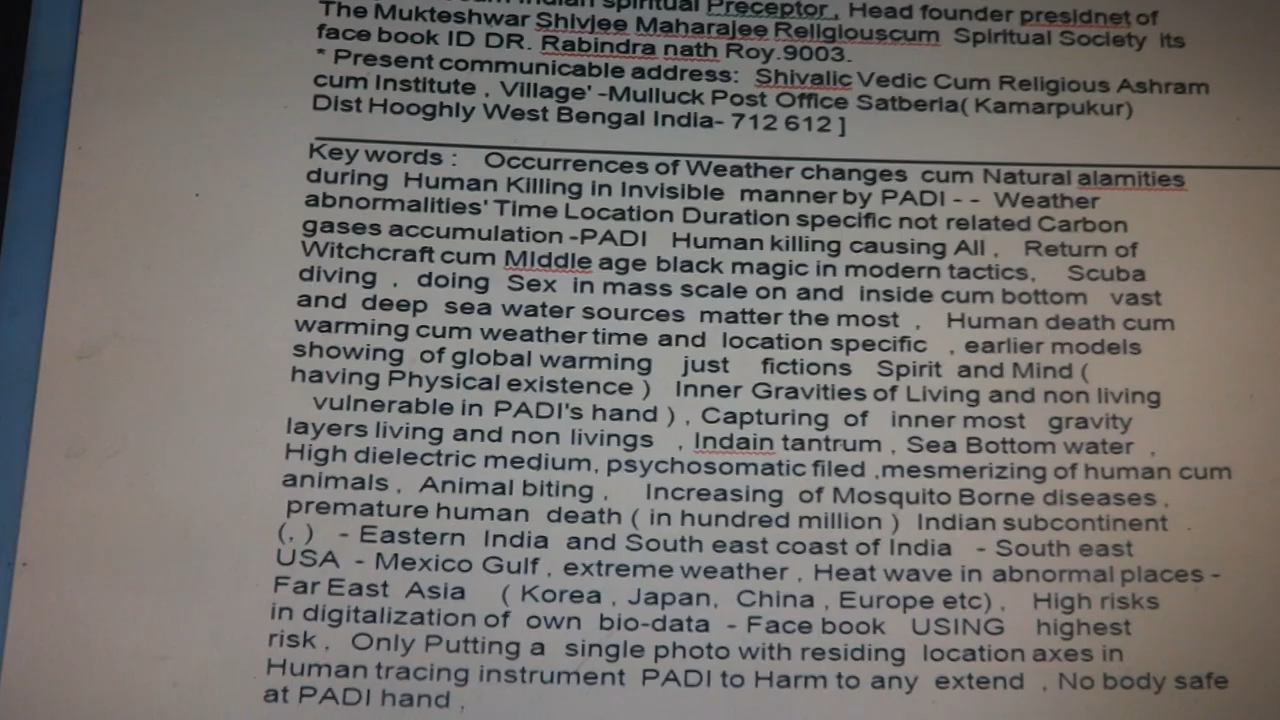 spiritual Preceptor , Head founder presidnet of
The Mukteshwar Shivjee Maharajee Religiouscum Spiritual Society its
face book ID DR. Rabindra nath Roy.9003.
* Present communicable address: Shivalic Vedic Cum Religious Ashram
cum Institute , Village' -Mulluck Post Office Satberia( Kamarpukur)
Dist Hooghly West Bengal India- 712 612 ]
Key words : Occurrences of Weather changes cum Natural alamities
during Human Killing in Invisible manner by PADI - - Weather
abnormalities' Time Location Duration specific not related Carbon
gases accumulation -PADI Human killing causing All , Return of
Witchcraft cum MIddle age black magic in modern tactics, Scuba
diving , doing Sex in mass scale on and inside cum bottom vast
and deep sea water sources matter the most , Human death cum
warming cum weather time and location specific , earlier models
showing of global warming just fictions Spirit and Mind (
having Physical existence ) Inner Gravities of Living and non living
vulnerable in PADI's hand ) , Capturing of inner most gravity
layers living and non livings , Indain tantrum , Sea Bottom water ,
High dielectric medium, psychosomatic filed ,mesmerizing of human cum
animals , Animal biting , Increasing of Mosquito Borne diseases ,
premature human death ( in hundred million ) Indian subcontinent
(. ) - Eastern India and South east coast of India - South east
USA - Mexico Gulf , extreme weather , Heat wave in abnormal places -
Far East Asia ( Korea , Japan, China , Europe etc) , High risks
in digitalization of own bio-data - Face book USING highest
risk , Only Putting a single photo with residing location axes in
Human tracing instrument PADI to Harm to any extend , No body safe
at PADI hand ,